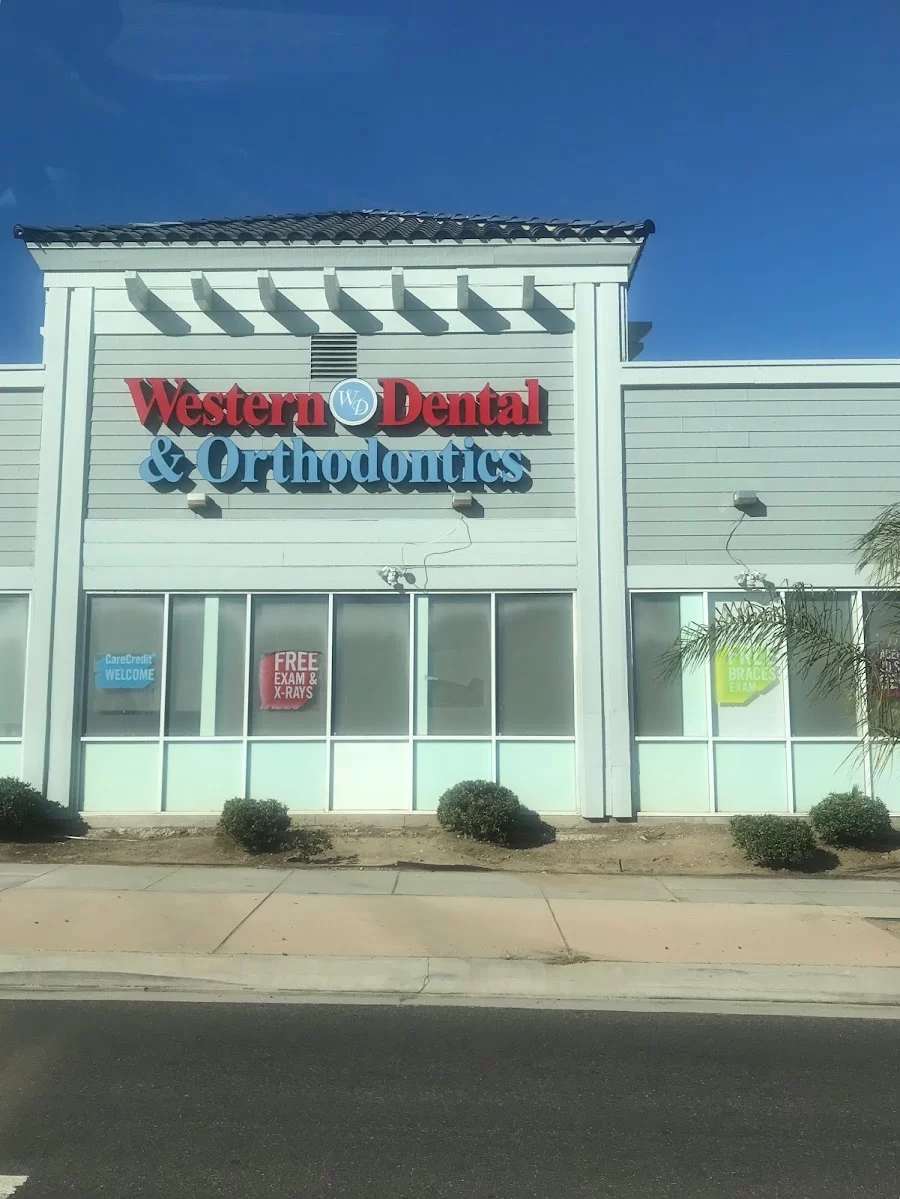 Western WD Dental
& Orthodontics
CareCredit
WELCOME
FREE
EXAM &
X-RAYS
FREE
BRACES
EXAM